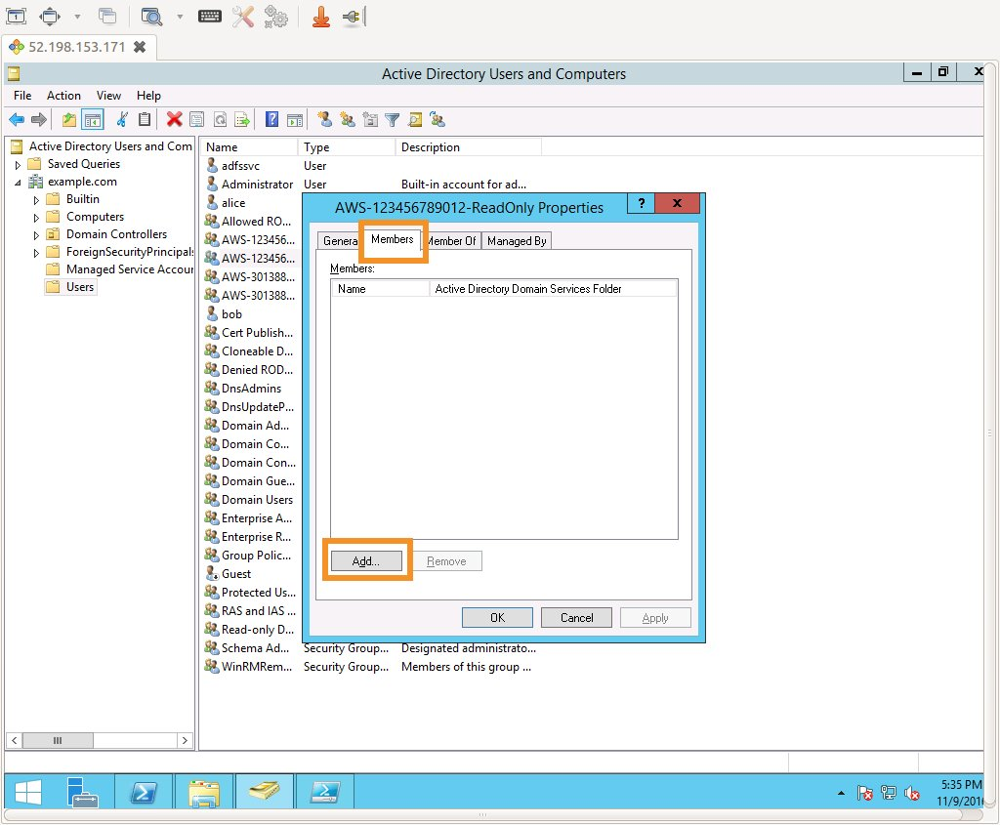 52.198.153.171
Active Directory Users and Computers
File Action View Help
Active Directory Users and Com
Saved Queries
example.com
Builtin
Computers
Domain Controllers
ForeignSecurityPrincipals
Managed Service Accour
Users
Name Type Description
adfssvc User
Administrator User Built-in account for ad...
alice
Allowed RO...
AWS-123456...
AWS-123456...
AWS-301388...
AWS-301388...
bob
Cert Publish...
Cloneable D...
Denied ROD...
DnsAdmins
DnsUpdateP...
Domain Ad...
Domain Co...
Domain Con...
Domain Gue...
Domain Users
Enterprise A...
Enterprise R...
Group Polic...
Guest
Protected Us...
RAS and IAS ...
Read-only D...
Schema Ad... Security Group... Designated administrato...
WinRMRem... Security Group... Members of this group ...
AWS-123456789012-ReadOnly Properties
? X
Genera Members Member Of Managed By
Members:
Name Active Directory Domain Services Folder
Add... Remove
OK Cancel Apply
5:35 PM
11/9/2016